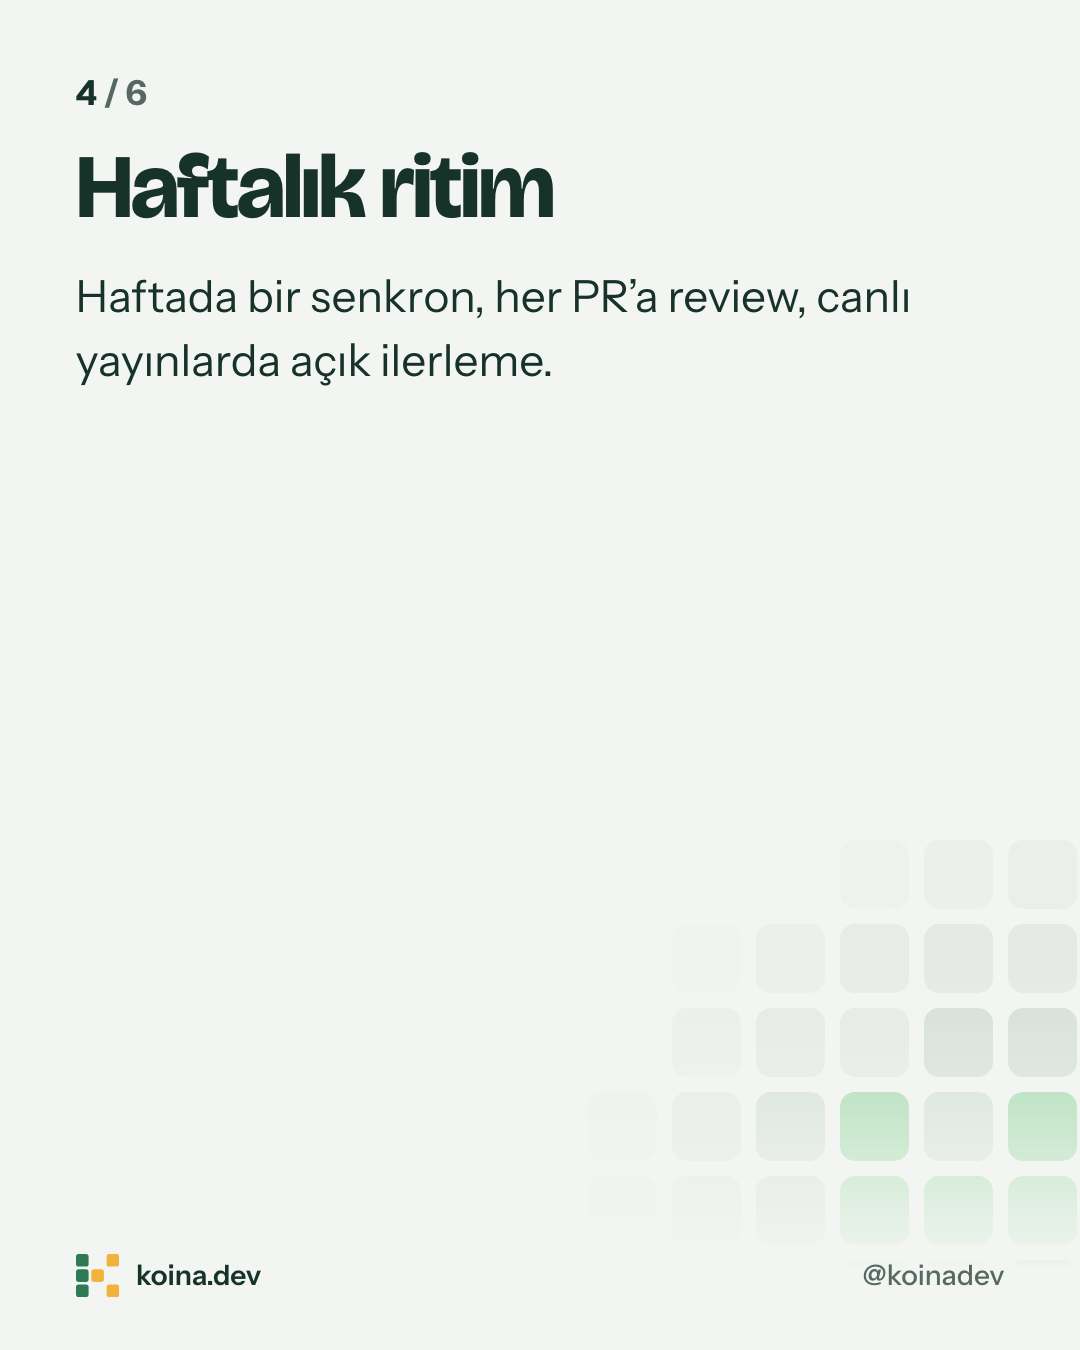 4 / 6
Haftalık ritim
Haftada bir senkron, her PR’a review, canlı
yayınlarda açık ilerleme.
koina.dev
@koinadev